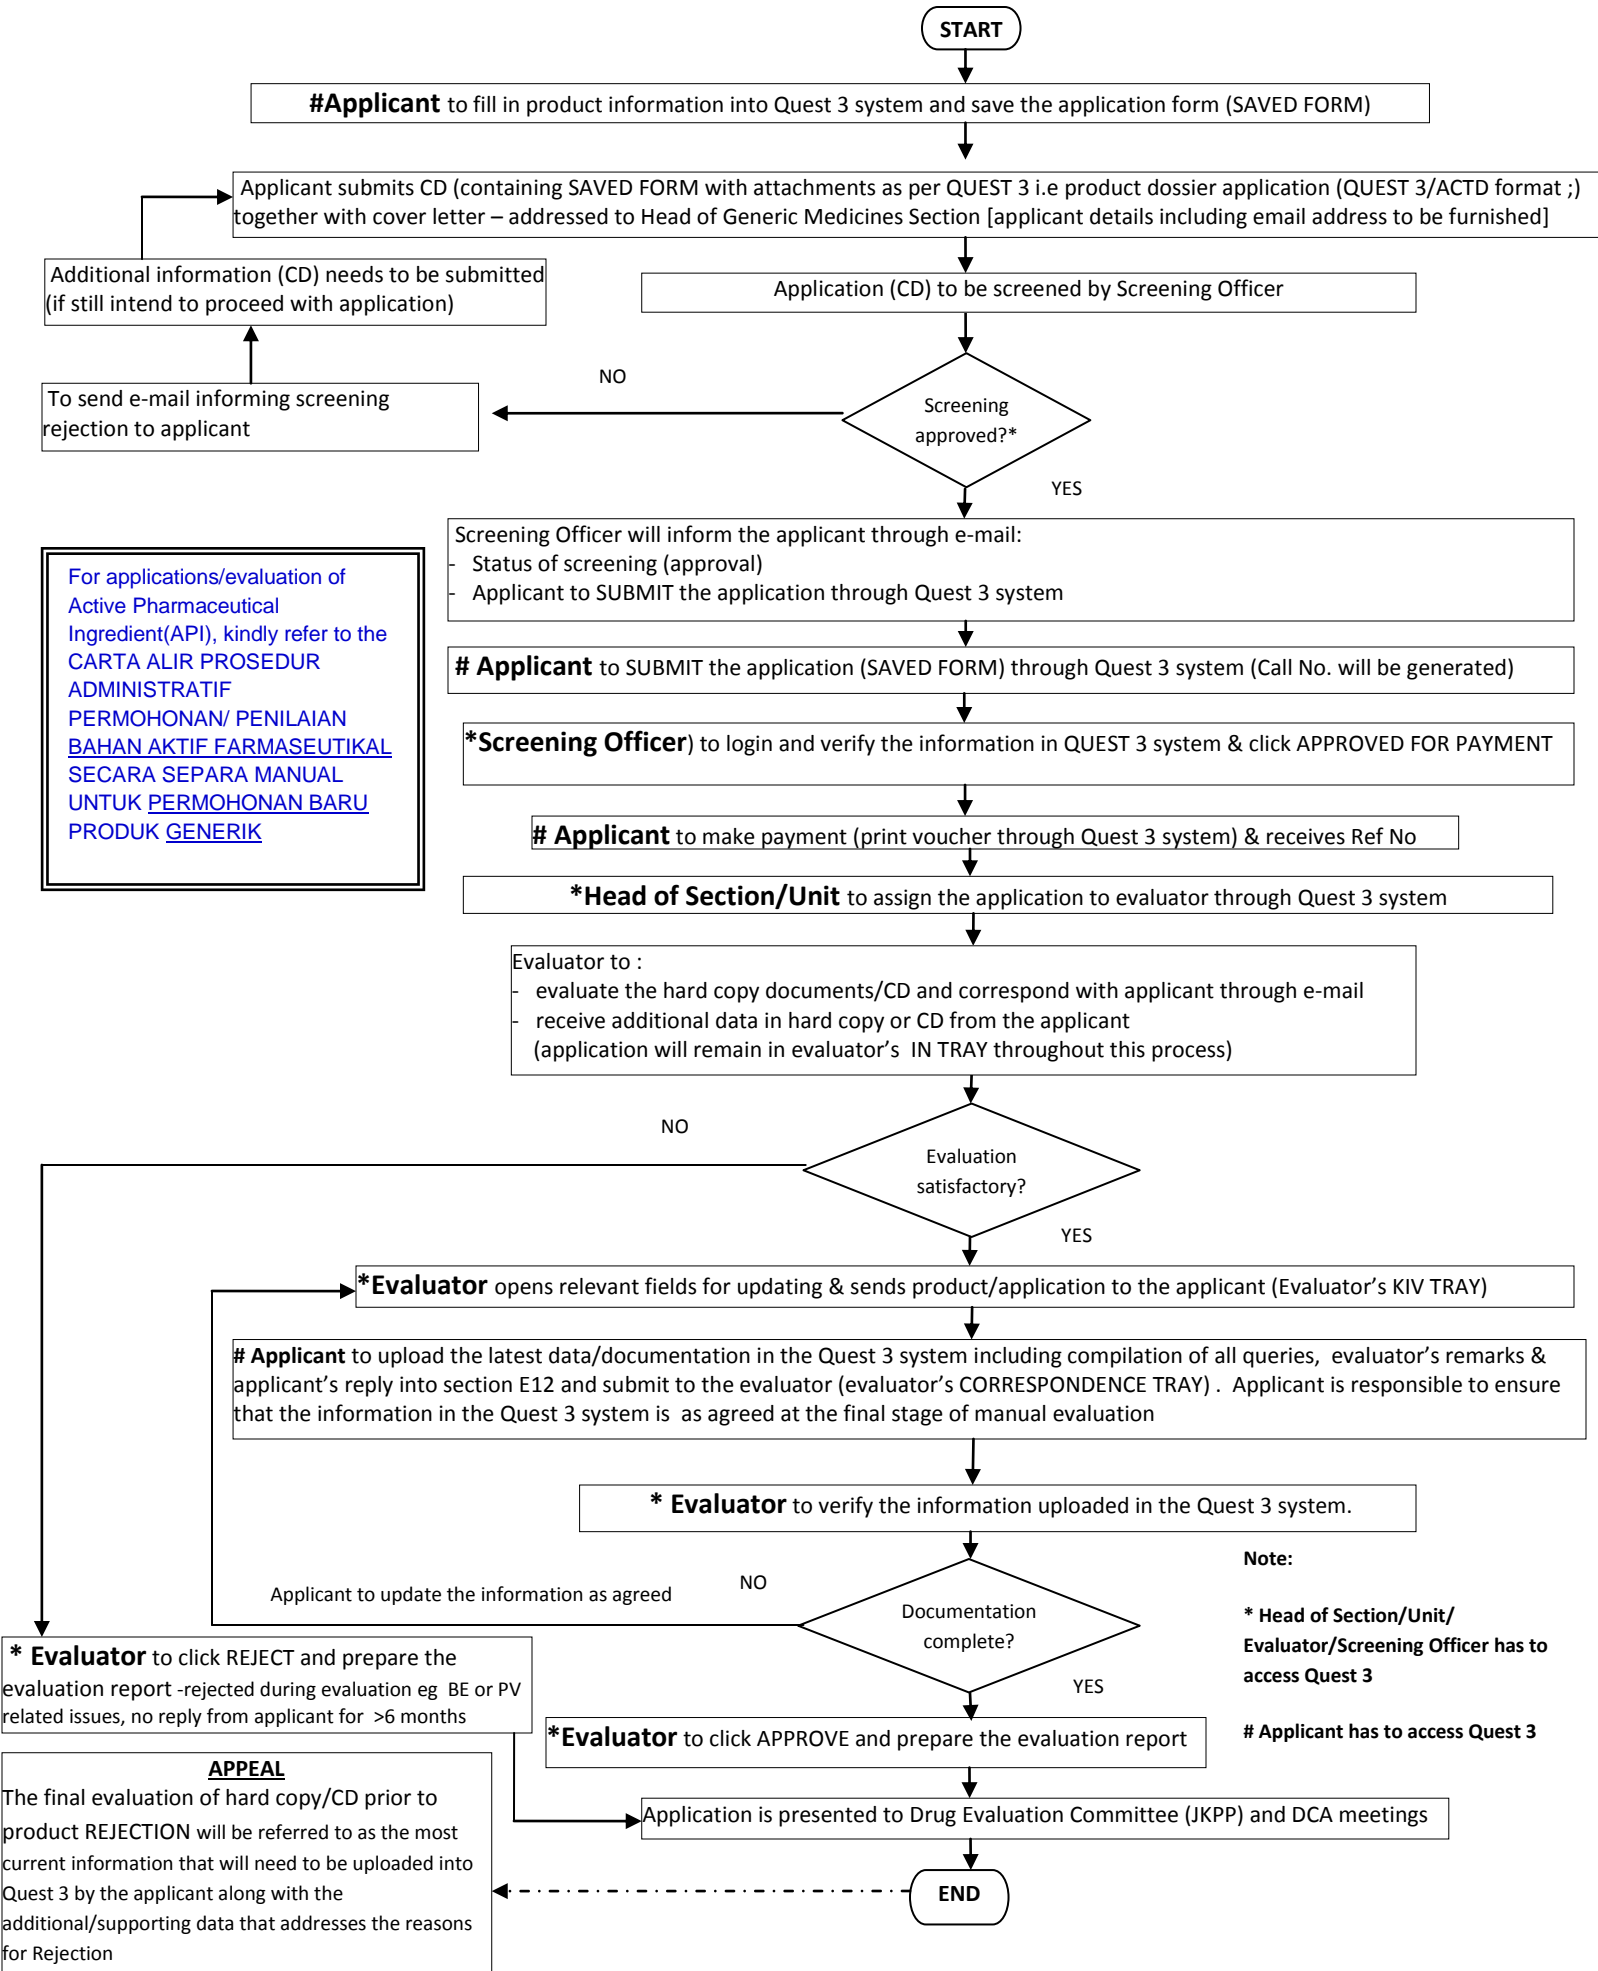 START
#Applicant to fill in product information into Quest 3 system and save the application form (SAVED FORM)
Applicant submits CD (containing SAVED FORM with attachments as per QUEST 3 i.e product dossier application (QUEST 3/ACTD format ;)
together with cover letter – addressed to Head of Generic Medicines Section [applicant details including email address to be furnished]
Additional information (CD) needs to be submitted
(if still intend to proceed with application)
Application (CD) to be screened by Screening Officer
NO
To send e-mail informing screening
rejection to applicant
Screening
approved?*
YES
Screening Officer will inform the applicant through e-mail:
- Status of screening (approval)
- Applicant to SUBMIT the application through Quest 3 system
For applications/evaluation of
Active Pharmaceutical
Ingredient(API), kindly refer to the
CARTA ALIR PROSEDUR
ADMINISTRATIF
PERMOHONAN/ PENILAIAN
BAHAN AKTIF FARMASEUTIKAL
SECARA SEPARA MANUAL
UNTUK PERMOHONAN BARU
PRODUK GENERIK
# Applicant to SUBMIT the application (SAVED FORM) through Quest 3 system (Call No. will be generated)
*Screening Officer) to login and verify the information in QUEST 3 system & click APPROVED FOR PAYMENT
# Applicant to make payment (print voucher through Quest 3 system) & receives Ref No
*Head of Section/Unit to assign the application to evaluator through Quest 3 system
Evaluator to :
- evaluate the hard copy documents/CD and correspond with applicant through e-mail
- receive additional data in hard copy or CD from the applicant
(application will remain in evaluator's IN TRAY throughout this process)
NO
Evaluation
satisfactory?
YES
*Evaluator opens relevant fields for updating & sends product/application to the applicant (Evaluator's KIV TRAY)
# Applicant to upload the latest data/documentation in the Quest 3 system including compilation of all queries, evaluator's remarks &
applicant's reply into section E12 and submit to the evaluator (evaluator's CORRESPONDENCE TRAY) . Applicant is responsible to ensure
that the information in the Quest 3 system is as agreed at the final stage of manual evaluation
* Evaluator to verify the information uploaded in the Quest 3 system.
Applicant to update the information as agreed
NO
Documentation
complete?
YES
Note:
* Head of Section/Unit/
Evaluator/Screening Officer has to
access Quest 3
# Applicant has to access Quest 3
* Evaluator to click REJECT and prepare the
evaluation report -rejected during evaluation eg BE or PV
related issues, no reply from applicant for >6 months
*Evaluator to click APPROVE and prepare the evaluation report
Application is presented to Drug Evaluation Committee (JKPP) and DCA meetings
APPEAL
The final evaluation of hard copy/CD prior to
product REJECTION will be referred to as the most
current information that will need to be uploaded into
Quest 3 by the applicant along with the
additional/supporting data that addresses the reasons
for Rejection
END